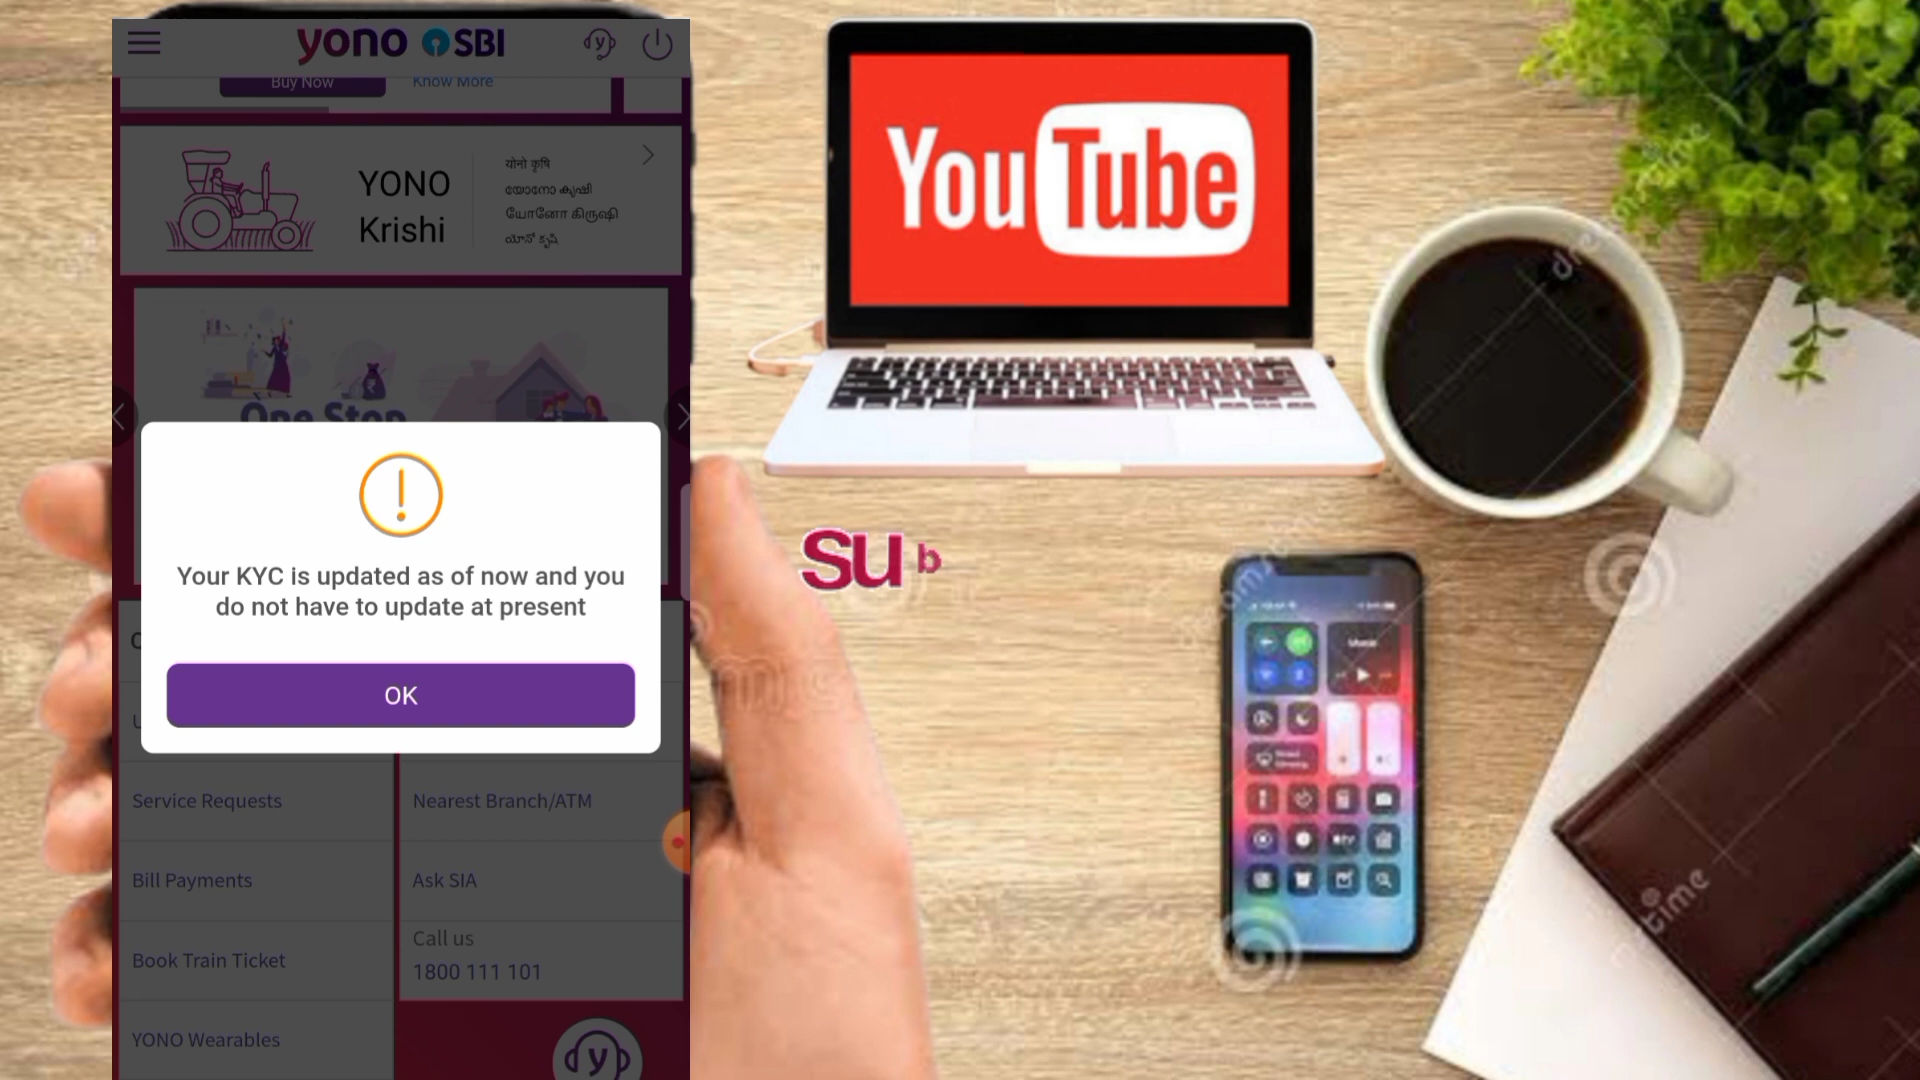 yono SBI
Buy Now
Know More
YONO
Krishi
योनो कृषि
യോനോ കൃഷി
யோனோ கிருஷி
యోనో కృషి
One Stop
Your KYC is updated as of now and you
do not have to update at present
OK
Service Requests
Nearest Branch/ATM
Bill Payments
Ask SIA
Call us
1800 111 101
Book Train Ticket
YONO Wearables
YouTube
su b